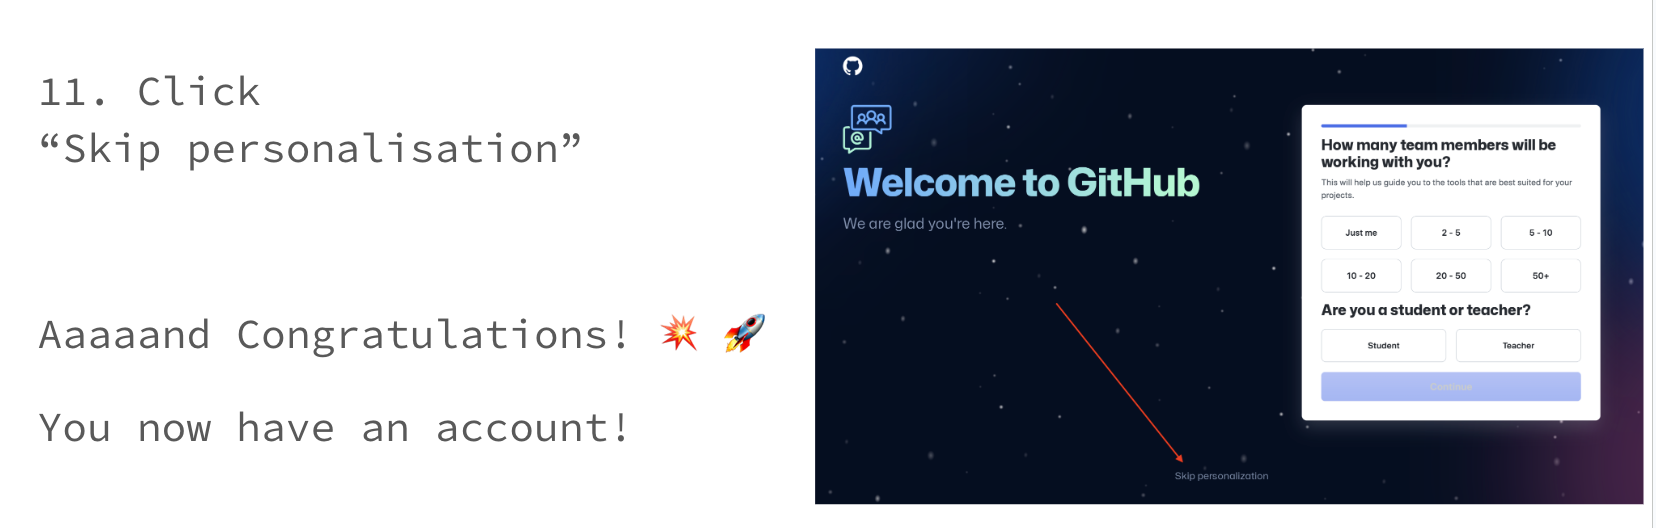 11. Click
“Skip personalisation”
Aaaaand Congratulations! 💥 🚀
You now have an account!
@
Welcome to GitHub
We are glad you're here.
How many team members will be
working with you?
This will help us guide you to the tools that are best suited for your
projects.
Just me
2 - 5
5 - 10
10 - 20
20 - 50
50+
Are you a student or teacher?
Student
Teacher
Continue
Skip personalization